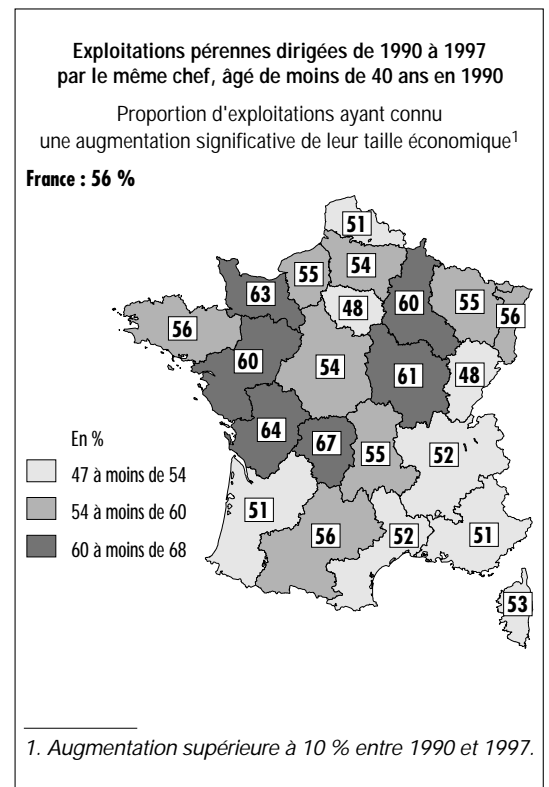 Exploitations pérennes dirigées de 1990 à 1997
par le même chef, âgé de moins de 40 ans en 1990
Proportion d'exploitations ayant connu
une augmentation significative de leur taille économique1
France : 56 %
51
54
55
63
48
60
55
56
56
60
54
61
48
64
67
55
52
51
56
52
51
53
En %
47 à moins de 54
54 à moins de 60
60 à moins de 68
1. Augmentation supérieure à 10 % entre 1990 et 1997.